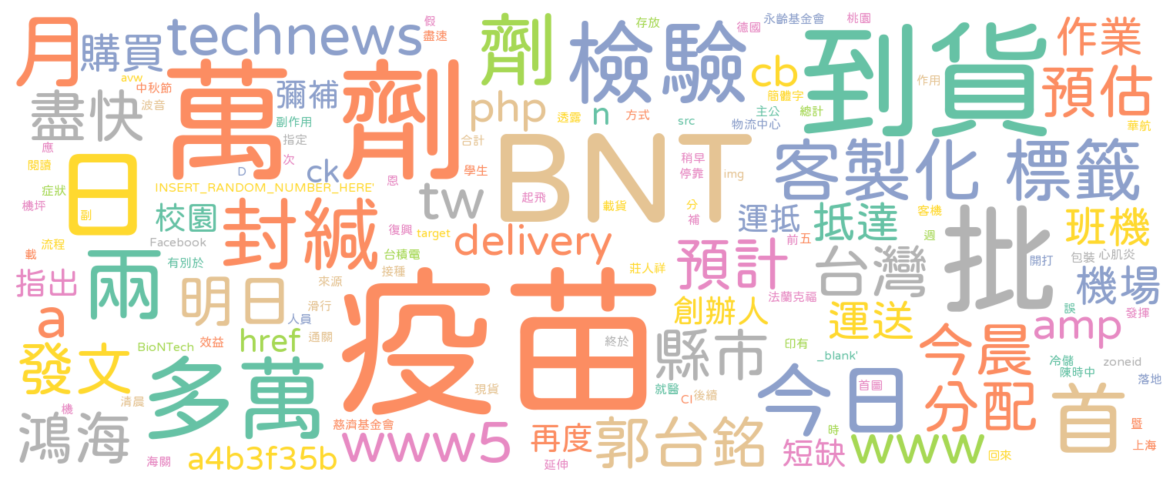 月
購買
technews
假
盡速
劑
檢驗
存放
德國
永齡基金會
桃園
到貨
作業
預估
avw
中秋節
波音
盡快
萬劑
彌補
副作用
指定
php
合計
透露
n
方式
src
cb
簡體字
主公
總計
物流中心
作用
華航
應
閱讀
日
副
症狀
機坪
流程
載
D
次
ck
INSERT_RANDOM_NUMBER_HERE'
恩
學生
tw
BNT
起飛
載貨
稍早
停靠
img
分
補
客製化
標籤
校園
Facebook
有別於
封緘
復興
target
台積電
接種
來源
delivery
莊人祥
運抵
前
五
抵達
客機
週
批
班機
開打
包裝
心肌炎
機場
誤
發揮
指出
兩
明日
滑行
人員
通關
疫苗
終於
預計
法蘭克福
創辦人
台灣
運送
amp
a
發文
BioNTech
效益
href
清晨
多萬
現貨
縣市
就醫
CI
後續
印有
_blank'
今日
首圖
今晨
分配
冷儲
陳時中
zoneid
落地
首
暨
上海
鴻海
機
海關
a4b3f35b
慈濟基金會
www5
再度
延伸
郭台銘
短缺
時
www
回來